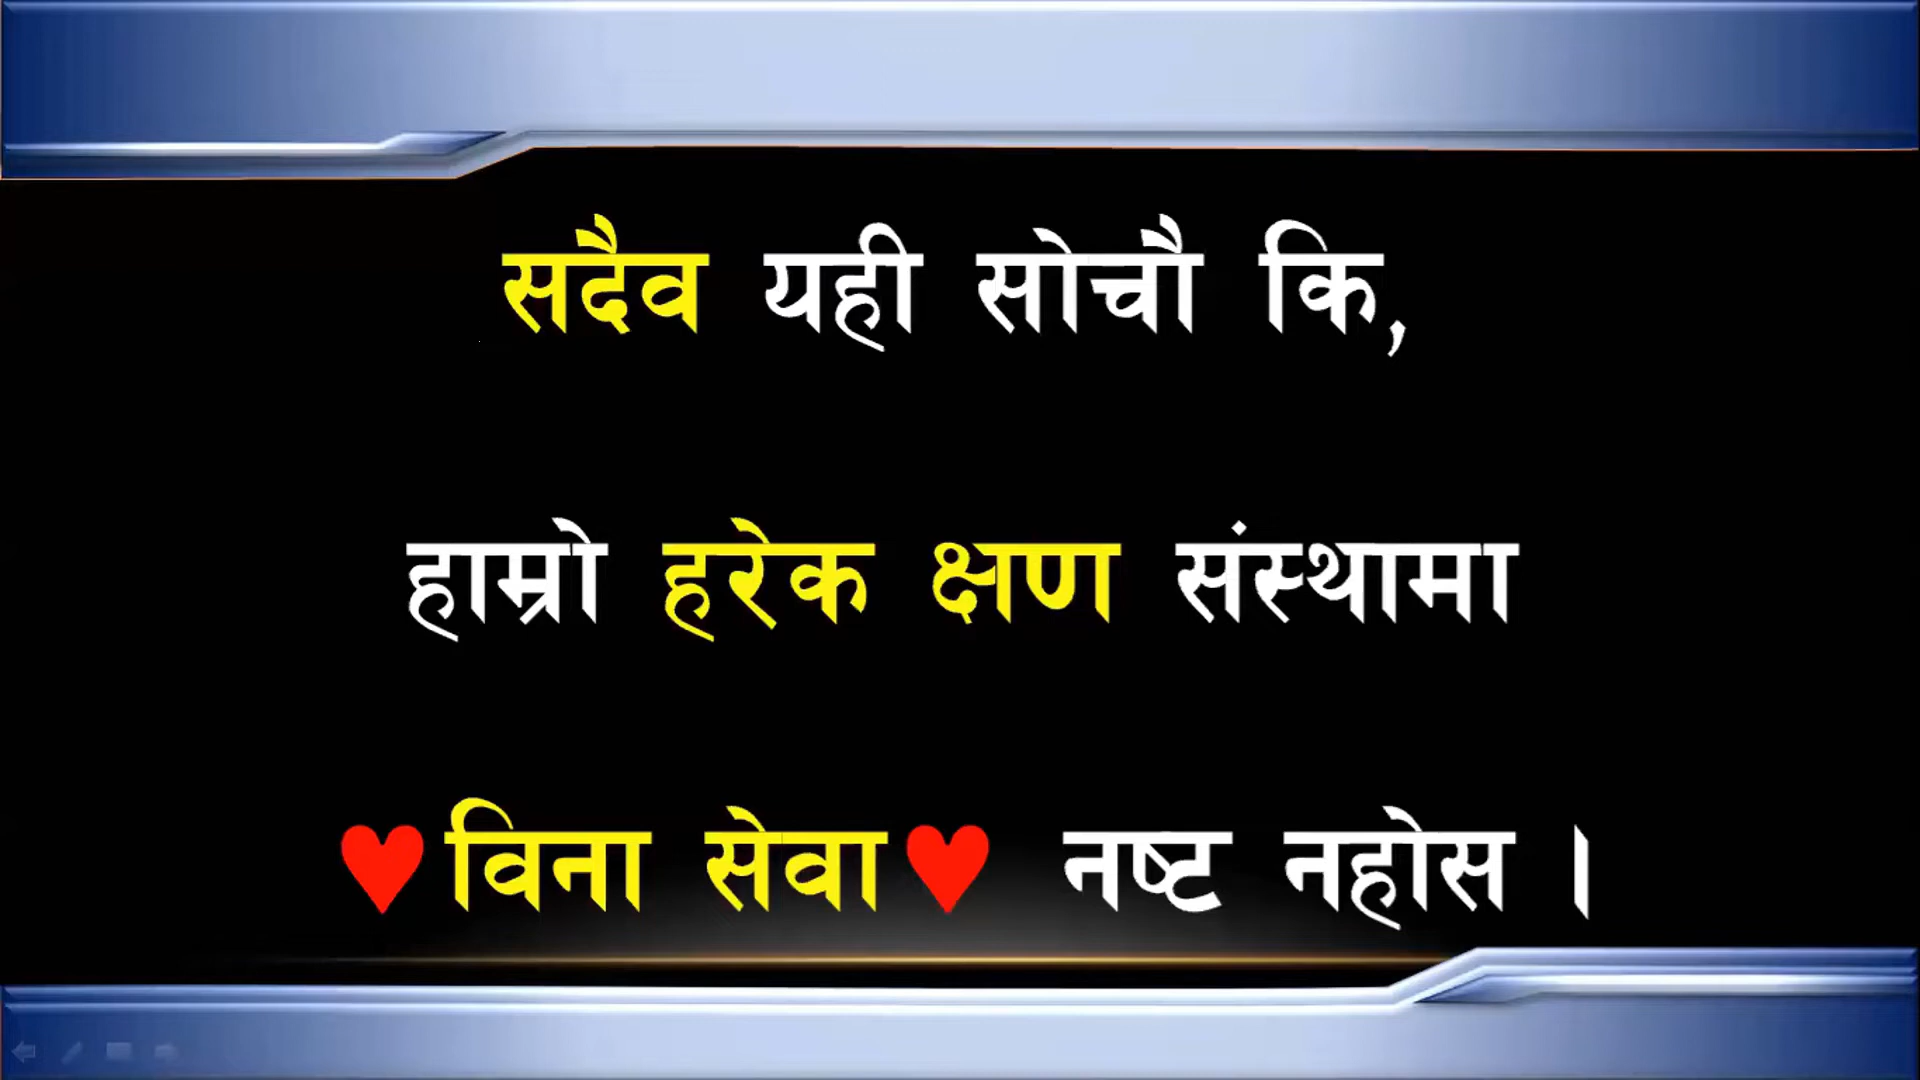 सदैव यही सोचौ कि,
हाम्रो हरेक क्षण संस्थामा
♥विना सेवा♥ नष्ट नहोस ।